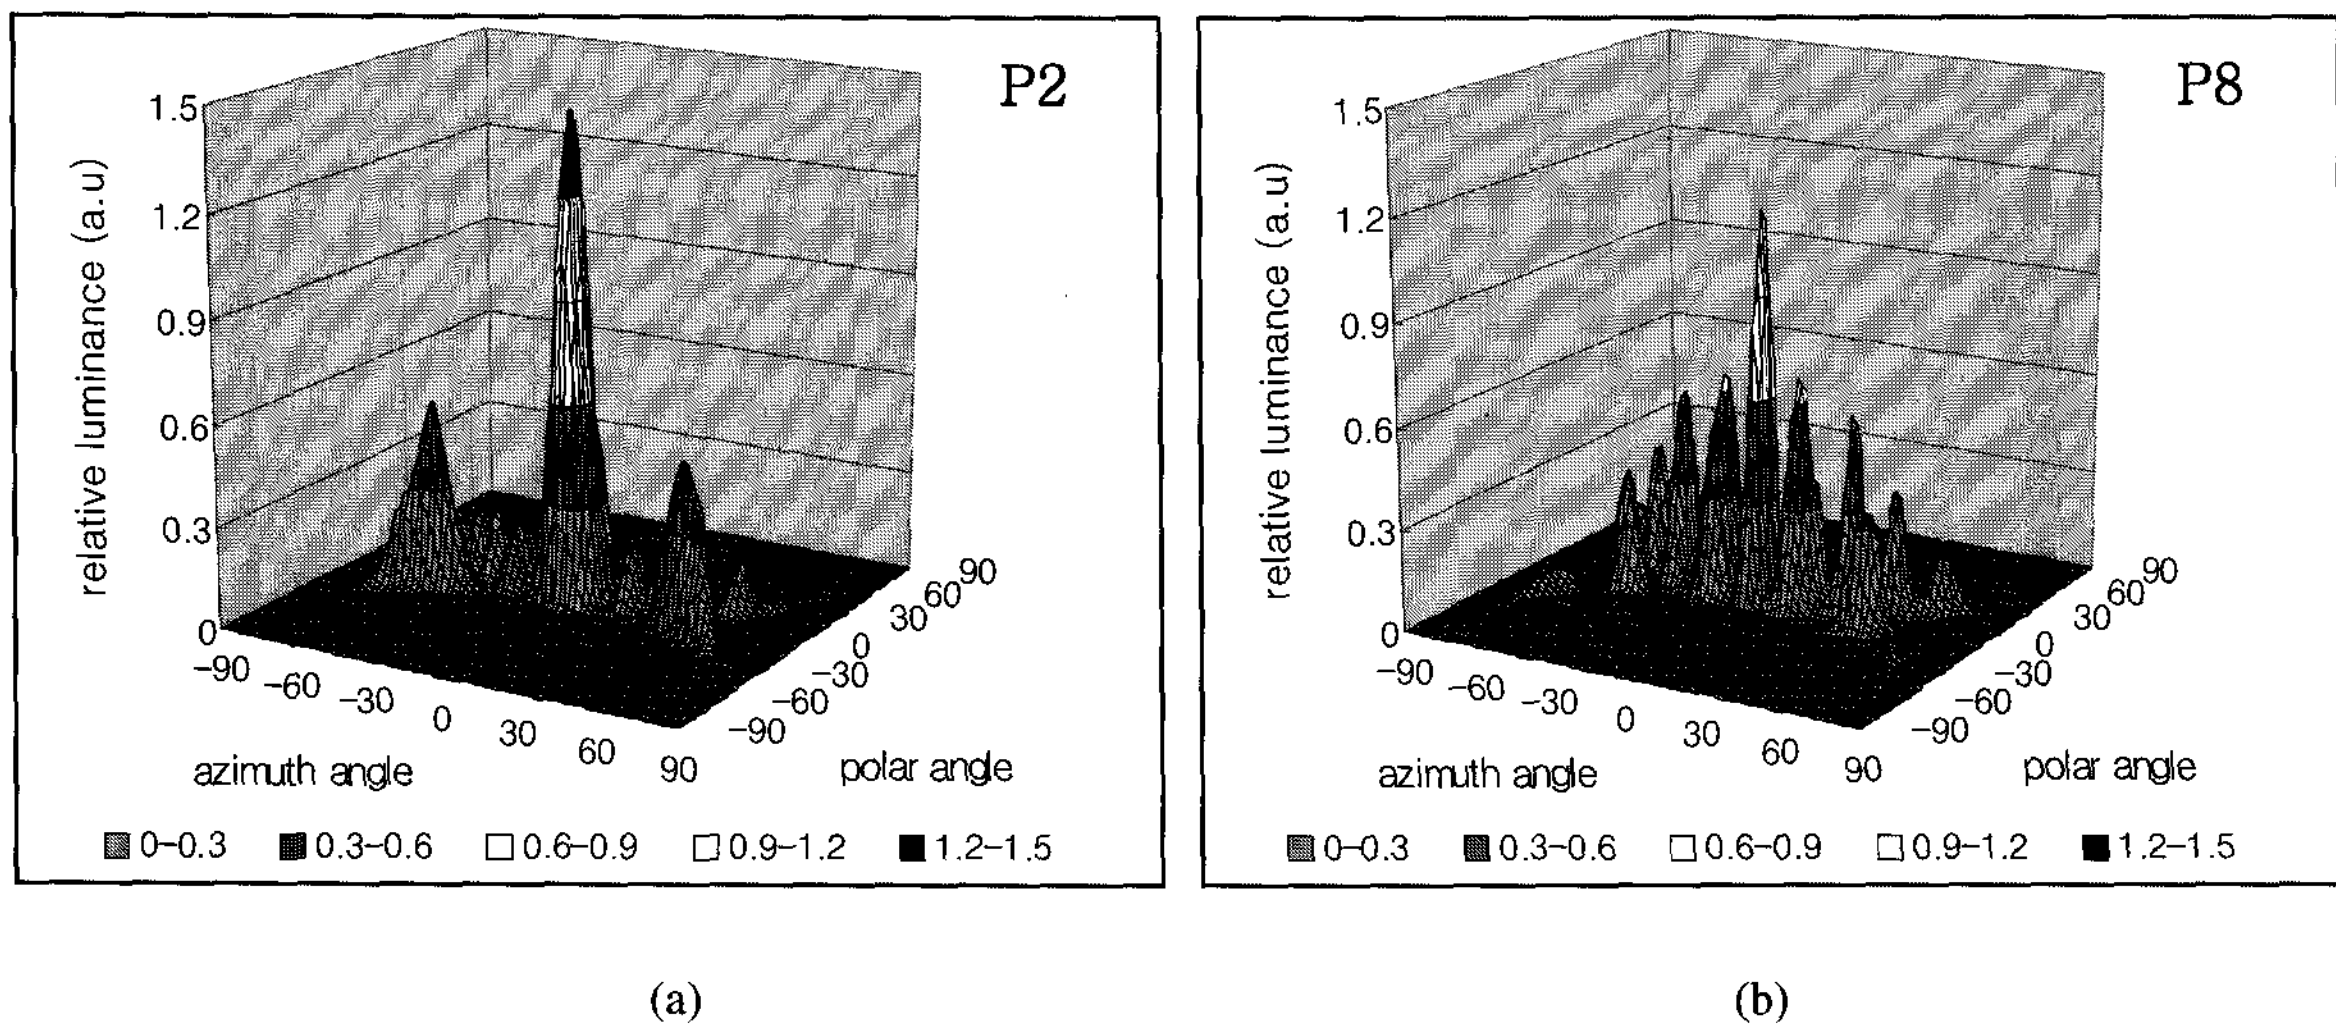 P2
1.5
1.2
0.9
0.6
0.3
0
relative luminance (a.u)
-90 -60 -30 0 30 60 90
azimuth angle
-90 -60 -30 0 30 60 90
polar angle
0-0.3 0.3-0.6 0.6-0.9 0.9-1.2 1.2-1.5
(a)
P8
1.5
1.2
0.9
0.6
0.3
0
relative luminance (a.u)
-90 -60 -30 0 30 60 90
azimuth angle
-90 -60 -30 0 30 60 90
polar angle
0-0.3 0.3-0.6 0.6-0.9 0.9-1.2 1.2-1.5
(b)